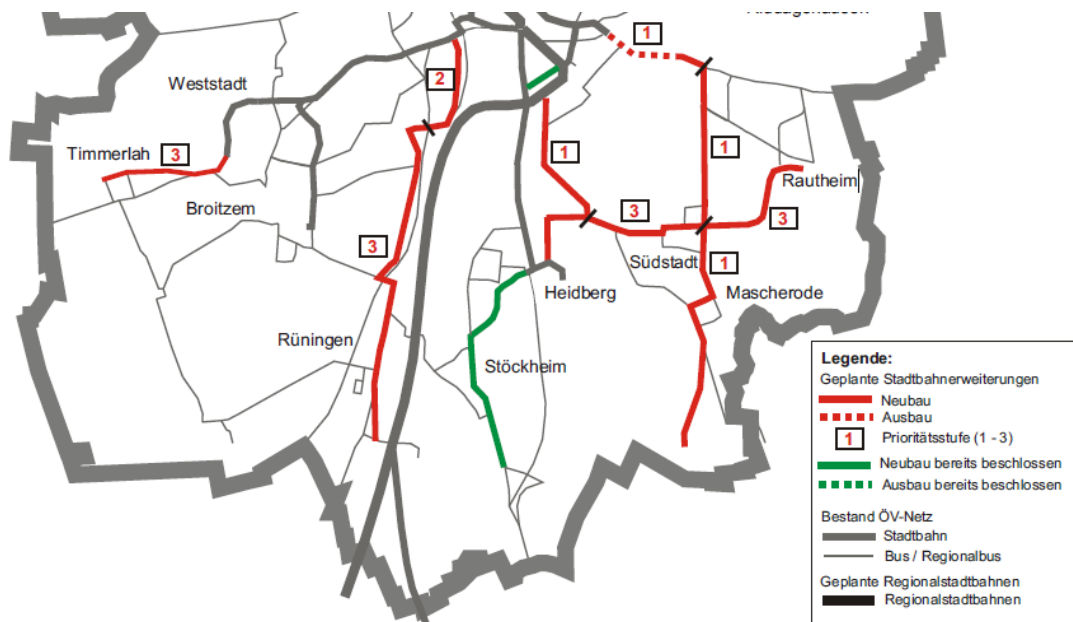 1
2
Weststadt
Timmerlah
3
1
1
Rautheim
Broitzem
3
3
3
Südstadt
1
Heidberg
Mascherode
Rüningen
Stöckheim
Legende:
Geplante Stadtbahnerweiterungen
Neubau
Ausbau
1 Prioritätsstufe (1 - 3)
Neubau bereits beschlossen
Ausbau bereits beschlossen
Bestand ÖV-Netz
Stadtbahn
Bus / Regionalbus
Geplante Regionalstadtbahnen
Regionalstadtbahnen